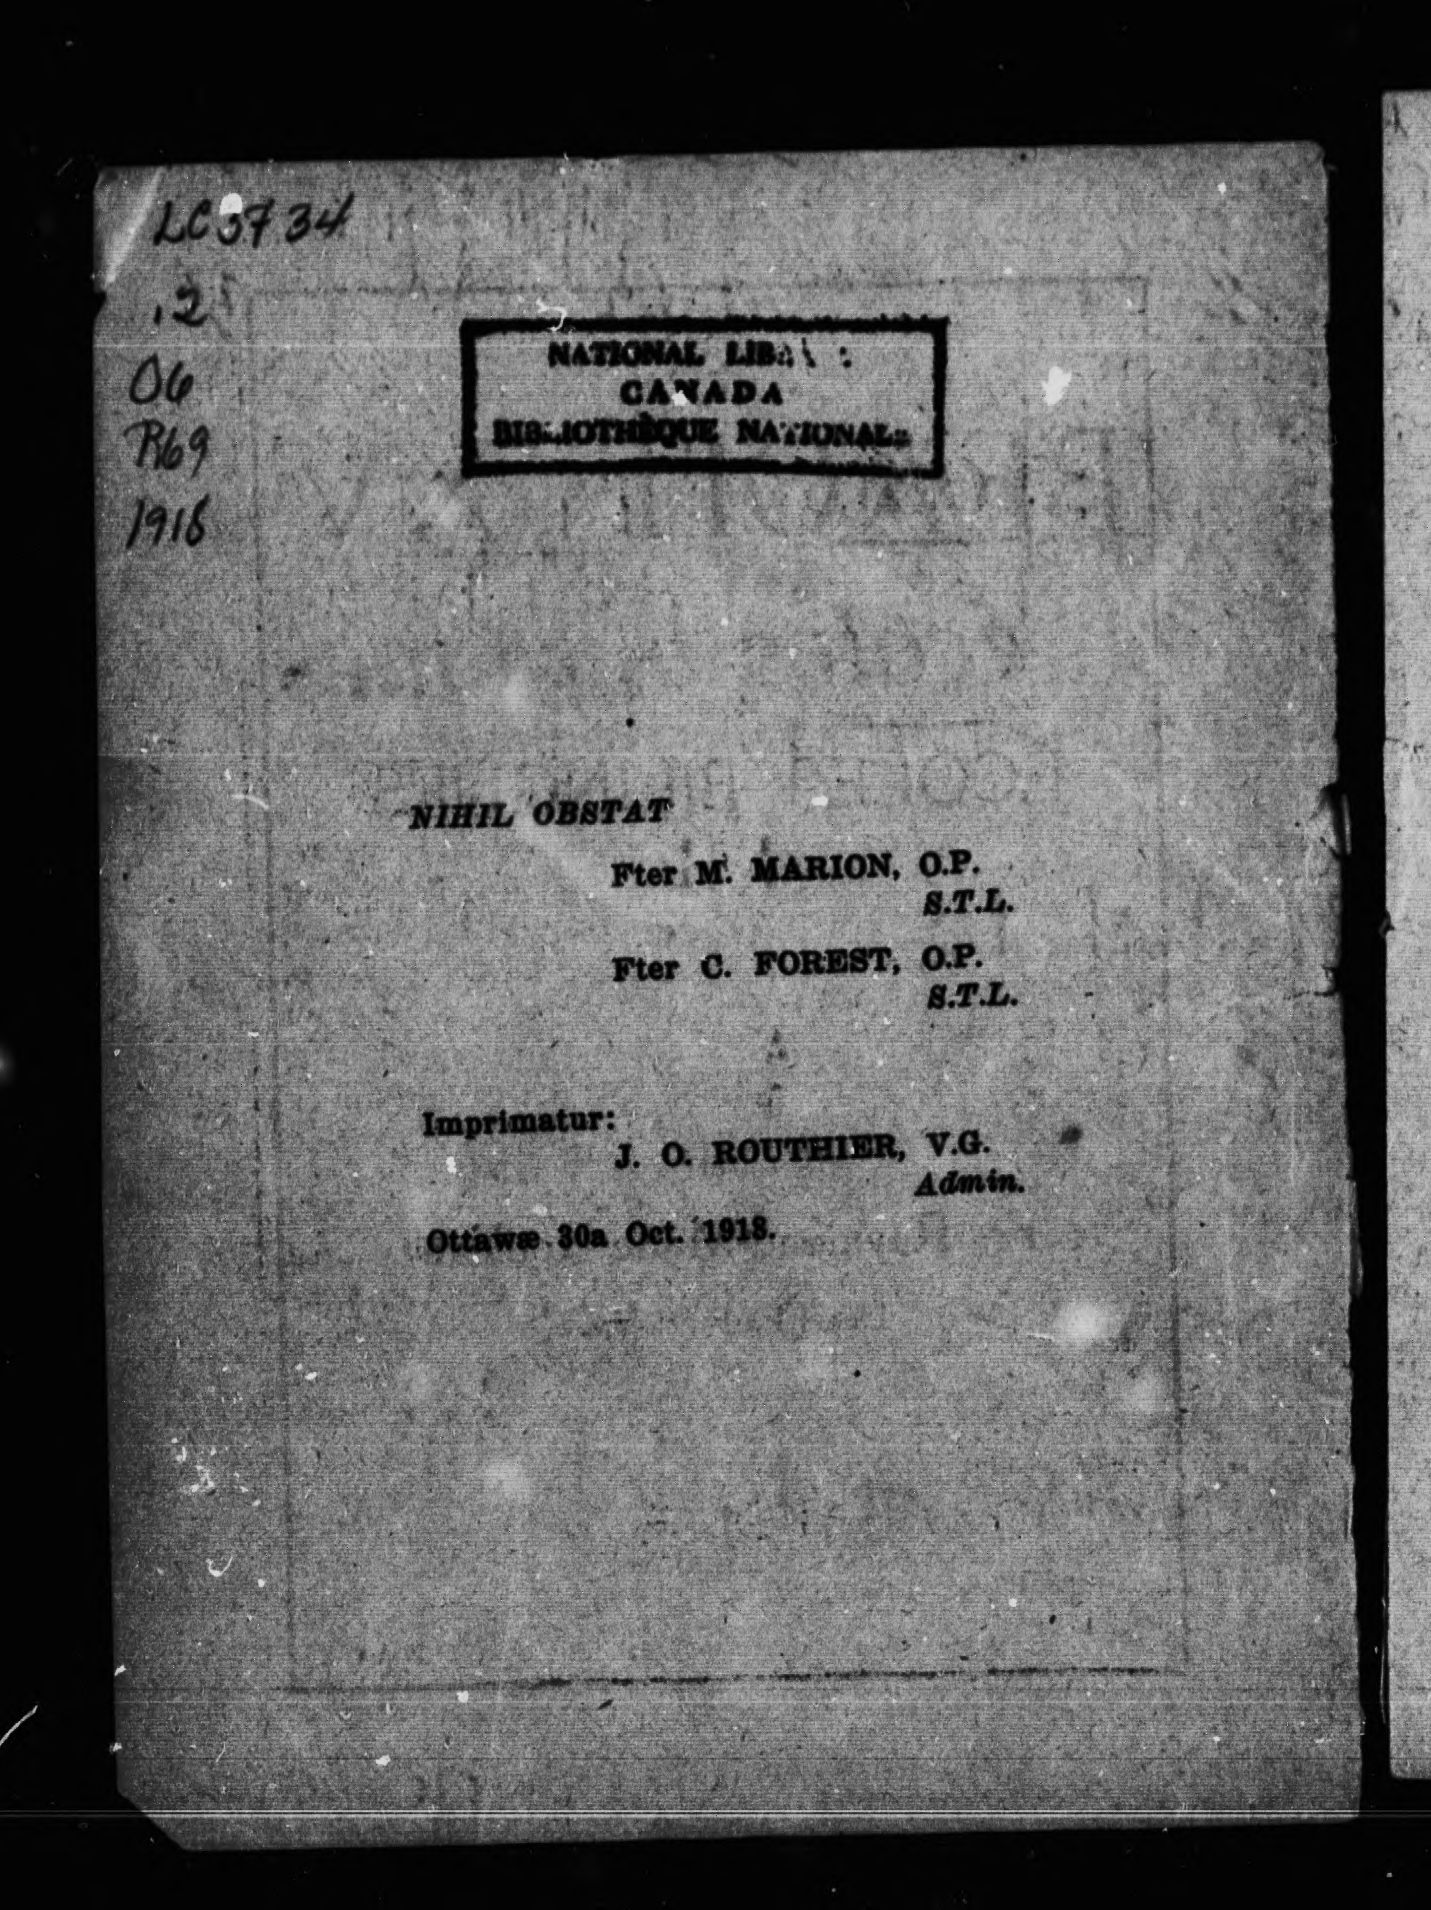 LC3734
.2
O6
R69
1918
NATIONAL
CANADA
BIBLIOTHÈQUE NATIONALE
NIHIL OBSTAT
Fter M. MARION, O.P.
S.T.L.
Fter C. FOREST, O.P.
S.T.L.
Imprimatur:
J. O. ROUTHIER, V.G.
Admin.
Ottawæ 30a Oct. 1918.